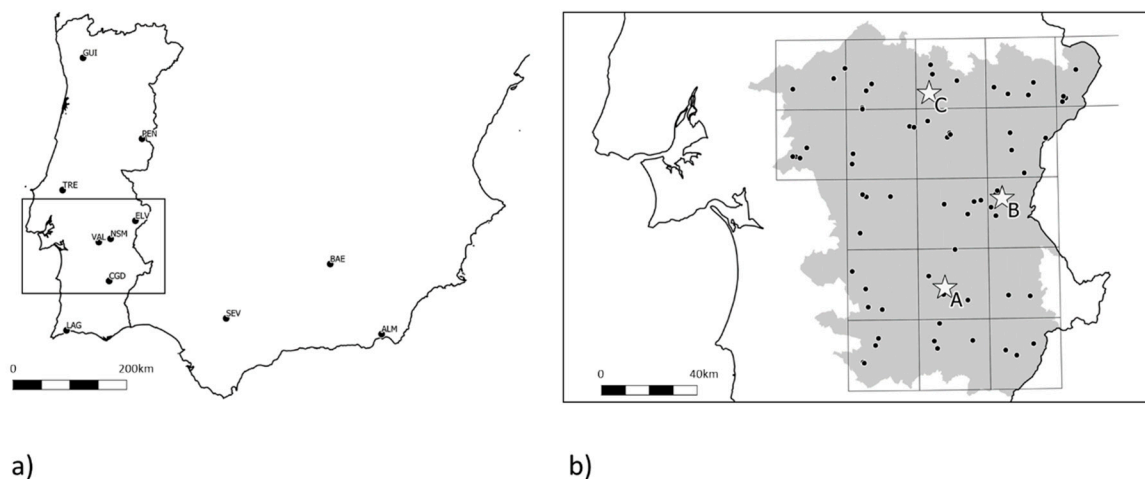 GUI
PEN
TRE
ELV
VAL
NSM
CGD
LAG
SEV
BAE
ALM
0 200km
C
B
A
0 40km
a)
b)